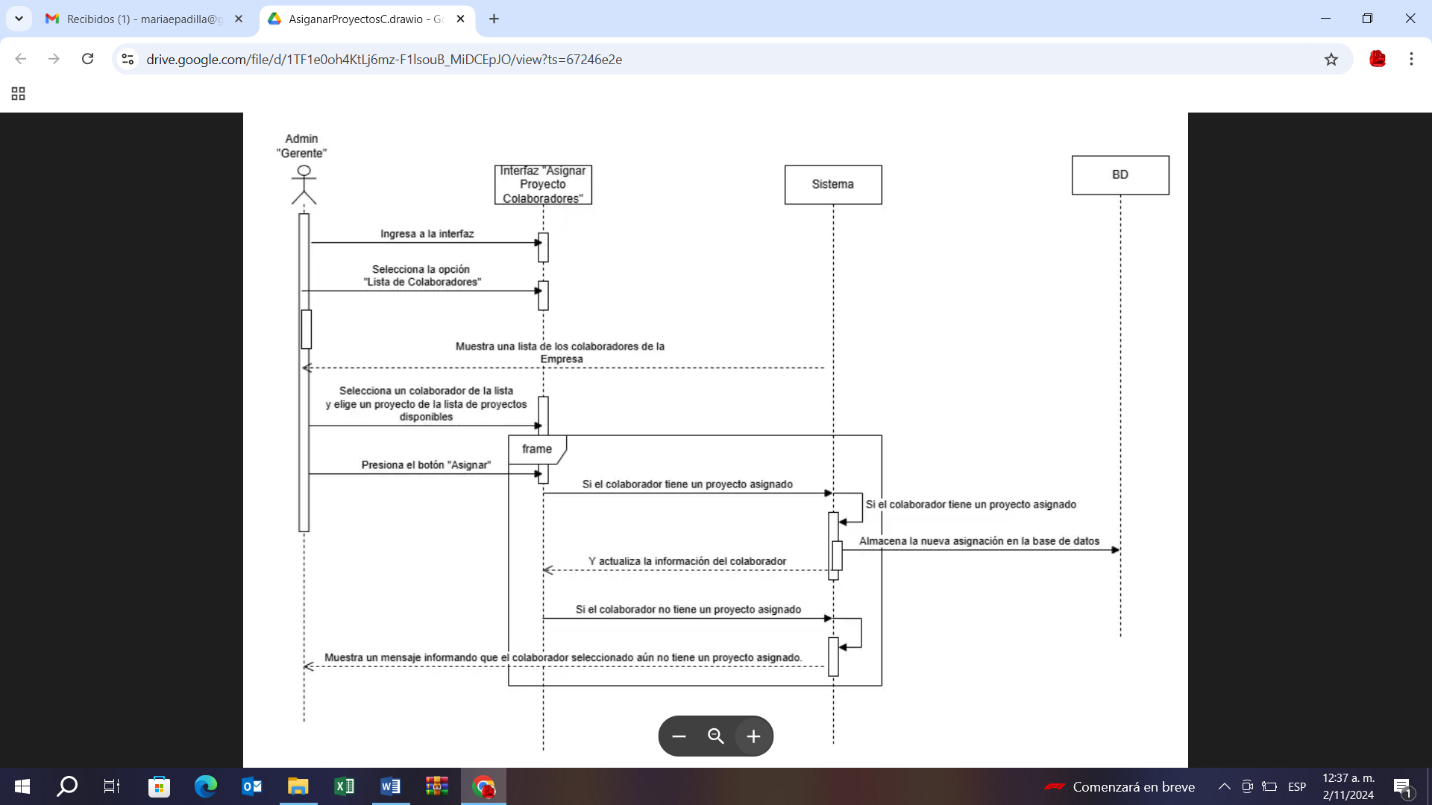 Recibidos (1) - mariaepadilla@g
AsiganarProyectosC.drawio - Go
drive.google.com/file/d/1TF1e0oh4KtLj6mz-F1lsouB_MiDCEpJO/view?ts=67246e2e
Admin
"Gerente"
Interfaz "Asignar
Proyecto
Colaboradores"
Sistema
BD
Ingresa a la interfaz
Selecciona la opción
"Lista de Colaboradores"
Muestra una lista de los colaboradores de la
Empresa
Selecciona un colaborador de la lista
y elige un proyecto de la lista de proyectos
disponibles
frame
Presiona el botón "Asignar"
Si el colaborador tiene un proyecto asignado
Si el colaborador tiene un proyecto asignado
Almacena la nueva asignación en la base de datos
Y actualiza la información del colaborador
Si el colaborador no tiene un proyecto asignado
Muestra un mensaje informando que el colaborador seleccionado aún no tiene un proyecto asignado.
Comenzará en breve
ESP
12:37 a. m.
2/11/2024
1